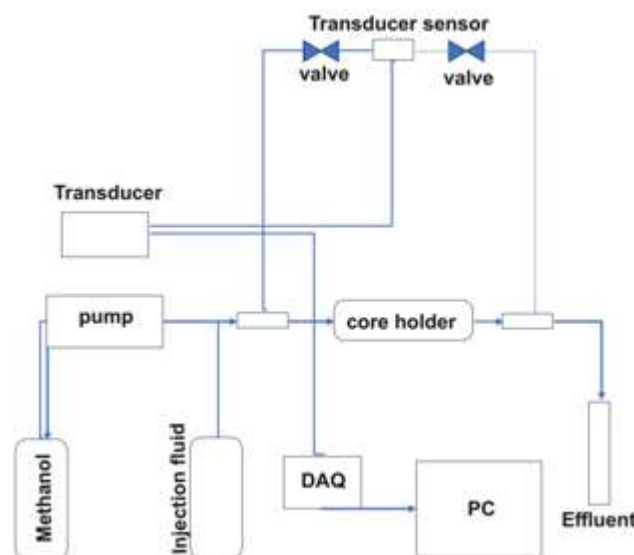 Transducer sensor
valve
valve
Transducer
pump
core holder
Methanol
Injection fluid
DAQ
PC
Effluent